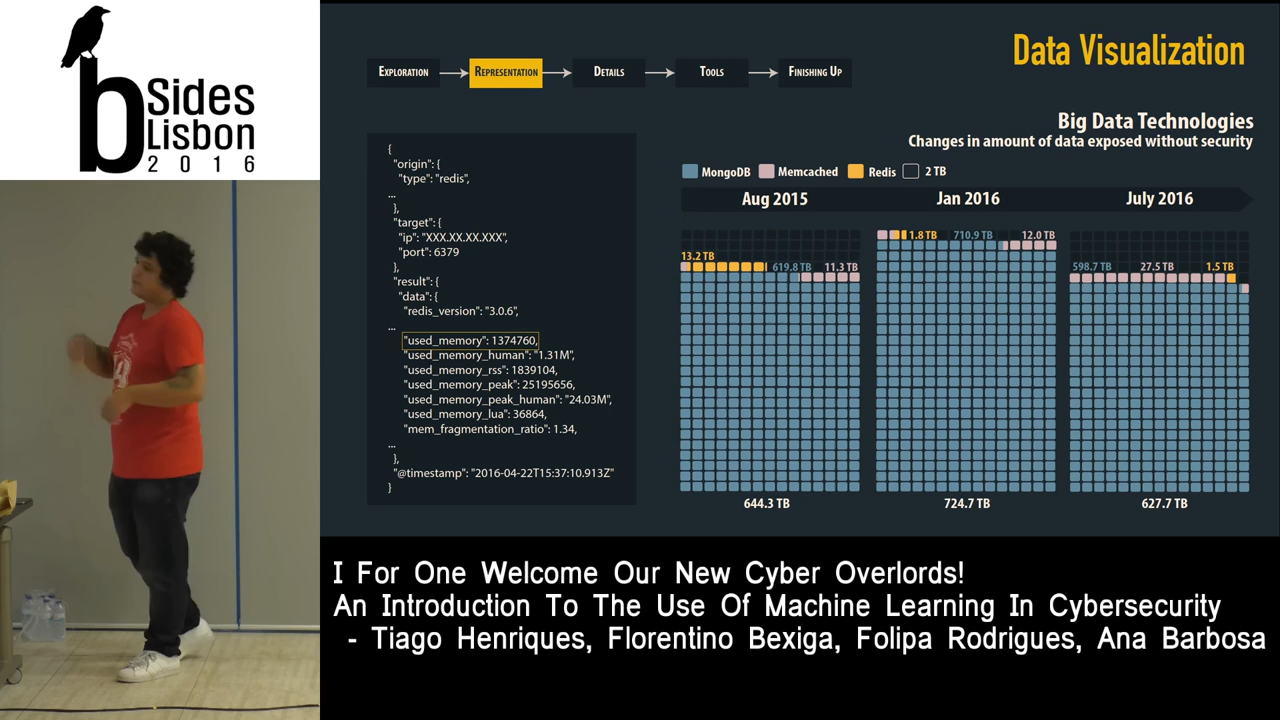 b
Sides
Lisbon
2016
Data Visualization
EXPLORATION
REPRESENTATION
DETAILS
TOOLS
FINISHING UP
Big Data Technologies
Changes in amount of data exposed without security
{
"origin": {
"type": "redis",
...
},
"target": {
"ip": "XXX.XX.XX.XXX",
"port": 6379
},
"result": {
"data": {
"redis_version": "3.0.6",
...
"used_memory": 1374760,
"used_memory_human": "1.31M",
"used_memory_rss": 1839104,
"used_memory_peak": 25195656,
"used_memory_peak_human": "24.03M",
"used_memory_lua": 36864,
"mem_fragmentation_ratio": 1.34,
...
},
"@timestamp": "2016-04-22T15:37:10.913Z"
}
MongoDB Memcached Redis 2 TB
Aug 2015 Jan 2016 July 2016
13.2 TB 619.8 TB 11.3 TB
1.8 TB 710.9 TB 12.0 TB
598.7 TB 27.5 TB 1.5 TB
644.3 TB 724.7 TB 627.7 TB
I For One Welcome Our New Cyber Overlords!
An Introduction To The Use Of Machine Learning In Cybersecurity
- Tiago Henriques, Florentino Bexiga, Folipa Rodrigues, Ana Barbosa